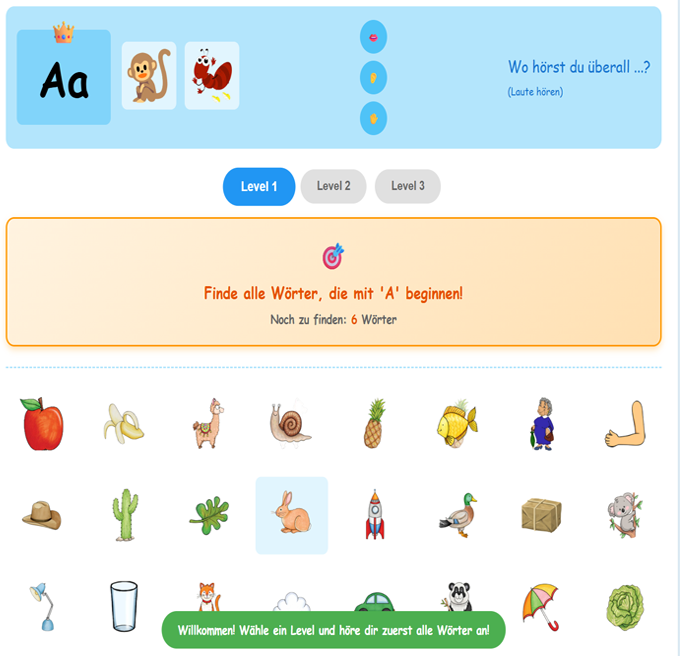 Aa
Wo hörst du überall ...?
(Laute hören)
Level 1
Level 2
Level 3
Finde alle Wörter, die mit 'A' beginnen!
Noch zu finden: 6 Wörter
Willkommen! Wähle ein Level und höre dir zuerst alle Wörter an!